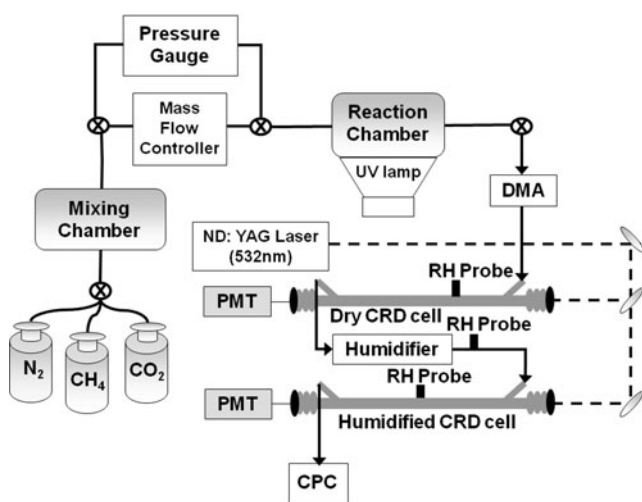 Pressure
Gauge
Mass
Flow
Controller
Reaction
Chamber
UV lamp
DMA
Mixing
Chamber
ND: YAG Laser
(532nm)
RH Probe
PMT
Dry CRD cell
RH Probe
Humidifier
RH Probe
PMT
Humidified CRD cell
CPC
N2
CH4
CO2